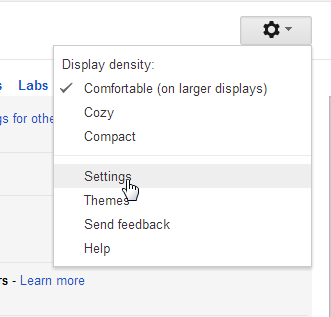 Display density:
Labs
Comfortable (on larger displays)
gs for othe
Cozy
Compact
Settings
Themes
Send feedback
Help
rs - Learn more